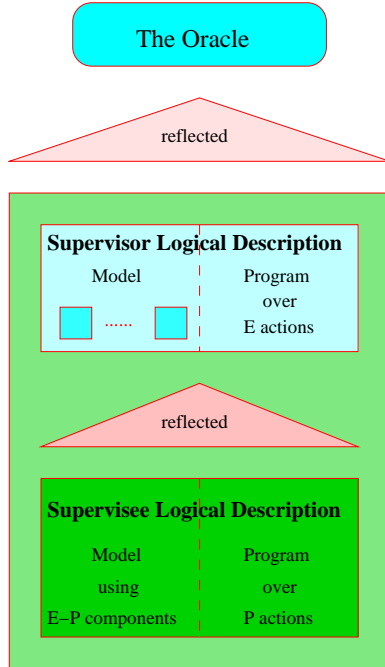 The Oracle
reflected
Supervisor Logical Description
Model Program
over
...... E actions
reflected
Supervisee Logical Description
Model Program
using over
E–P components P actions